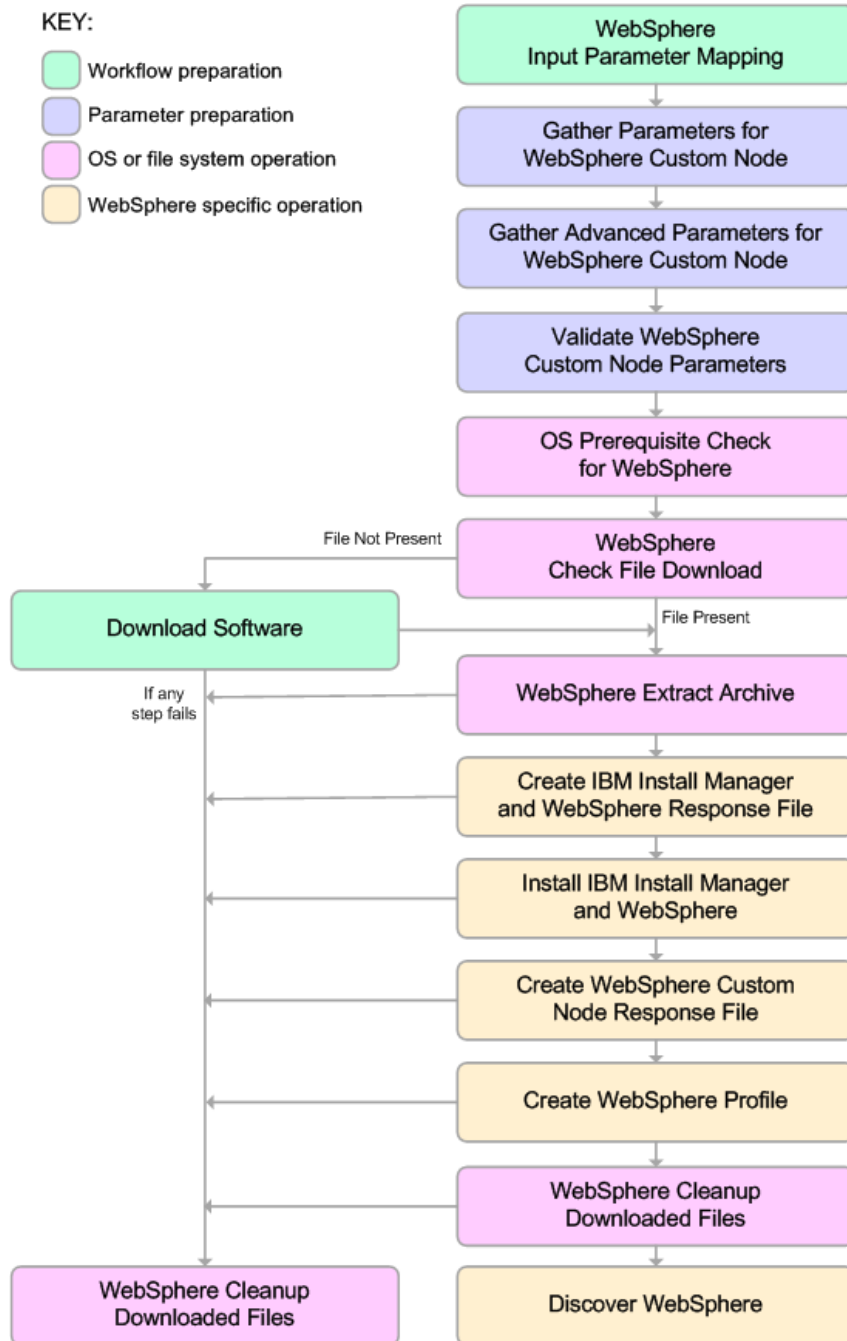 KEY:
Workflow preparation
Parameter preparation
OS or file system operation
WebSphere specific operation
WebSphere
Input Parameter Mapping
Gather Parameters for
WebSphere Custom Node
Gather Advanced Parameters for
WebSphere Custom Node
Validate WebSphere
Custom Node Parameters
OS Prerequisite Check
for WebSphere
File Not Present
WebSphere
Check File Download
Download Software
File Present
If any
step fails
WebSphere Extract Archive
Create IBM Install Manager
and WebSphere Response File
Install IBM Install Manager
and WebSphere
Create WebSphere Custom
Node Response File
Create WebSphere Profile
WebSphere Cleanup
Downloaded Files
WebSphere Cleanup
Downloaded Files
Discover WebSphere